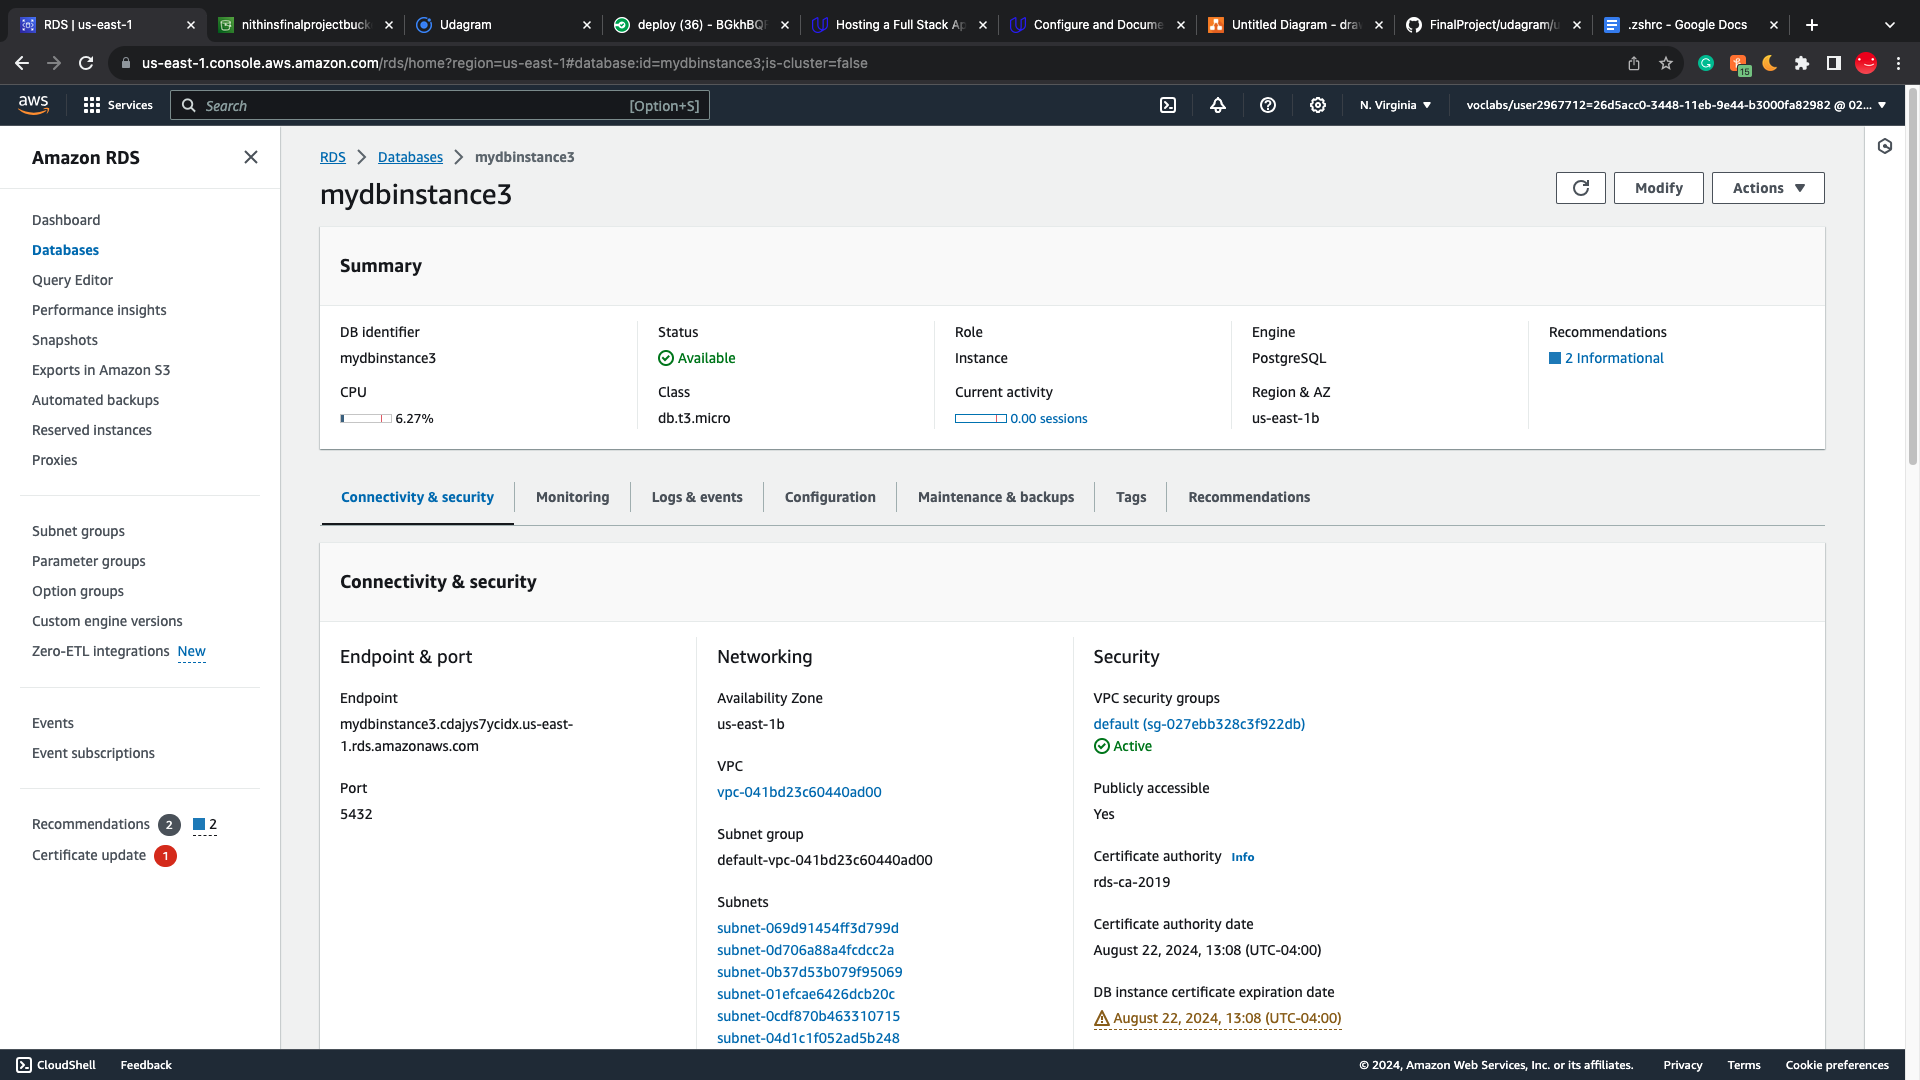 RDS | us-east-1
nithinsfinalprojectbuck
Udagram
deploy (36) - BGkhBQ
Hosting a Full Stack Ap
Configure and Docume
Untitled Diagram - draw
FinalProject/udagram/u
.zshrc - Google Docs
us-east-1.console.aws.amazon.com/rds/home?region=us-east-1#database:id=mydbinstance3;is-cluster=false
15
aws
Services
Search
[Option+S]
N. Virginia
voclabs/user2967712=26d5acc0-3448-11eb-9e44-b3000fa82982 @ 02...
Amazon RDS
Dashboard
Databases
Query Editor
Performance insights
Snapshots
Exports in Amazon S3
Automated backups
Reserved instances
Proxies
Subnet groups
Parameter groups
Option groups
Custom engine versions
Zero-ETL integrations New
Events
Event subscriptions
Recommendations 2 2
Certificate update 1
RDS > Databases > mydbinstance3
mydbinstance3
Modify
Actions
Summary
DB identifier
mydbinstance3
CPU
6.27%
Status
Available
Class
db.t3.micro
Role
Instance
Current activity
0.00 sessions
Engine
PostgreSQL
Region & AZ
us-east-1b
Recommendations
2 Informational
Connectivity & security
Monitoring
Logs & events
Configuration
Maintenance & backups
Tags
Recommendations
Connectivity & security
Endpoint & port
Endpoint
mydbinstance3.cdajys7ycidx.us-east-
1.rds.amazonaws.com
Port
5432
Networking
Availability Zone
us-east-1b
VPC
vpc-041bd23c60440ad00
Subnet group
default-vpc-041bd23c60440ad00
Subnets
subnet-069d91454ff3d799d
subnet-0d706a88a4fcdcc2a
subnet-0b37d53b079f95069
subnet-01efcae6426dcb20c
subnet-0cdf870b463310715
subnet-04d1c1f052ad5b248
Security
VPC security groups
default (sg-027ebb328c3f922db)
Active
Publicly accessible
Yes
Certificate authority Info
rds-ca-2019
Certificate authority date
August 22, 2024, 13:08 (UTC-04:00)
DB instance certificate expiration date
August 22, 2024, 13:08 (UTC-04:00)
CloudShell
Feedback
© 2024, Amazon Web Services, Inc. or its affiliates.
Privacy
Terms
Cookie preferences